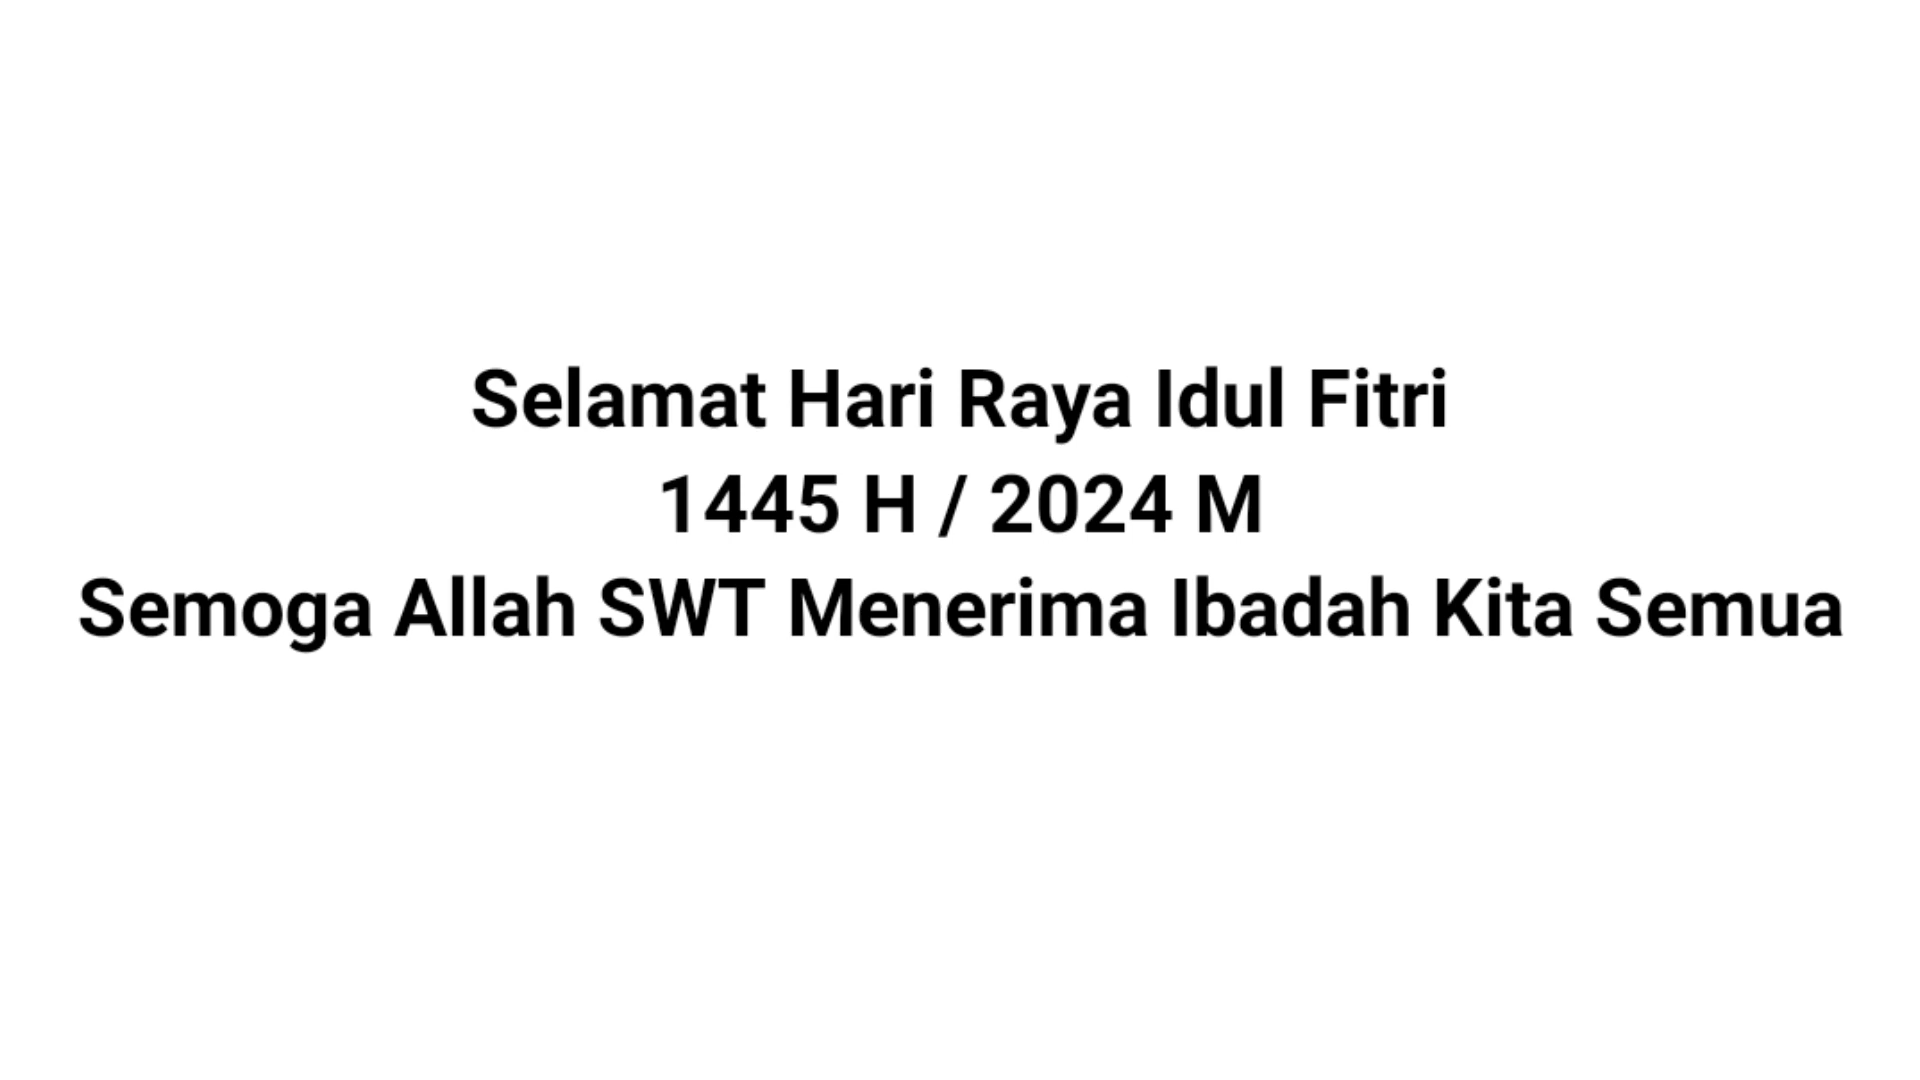 Selamat Hari Raya Idul Fitri
1445 H / 2024 M
Semoga Allah SWT Menerima Ibadah Kita Semua